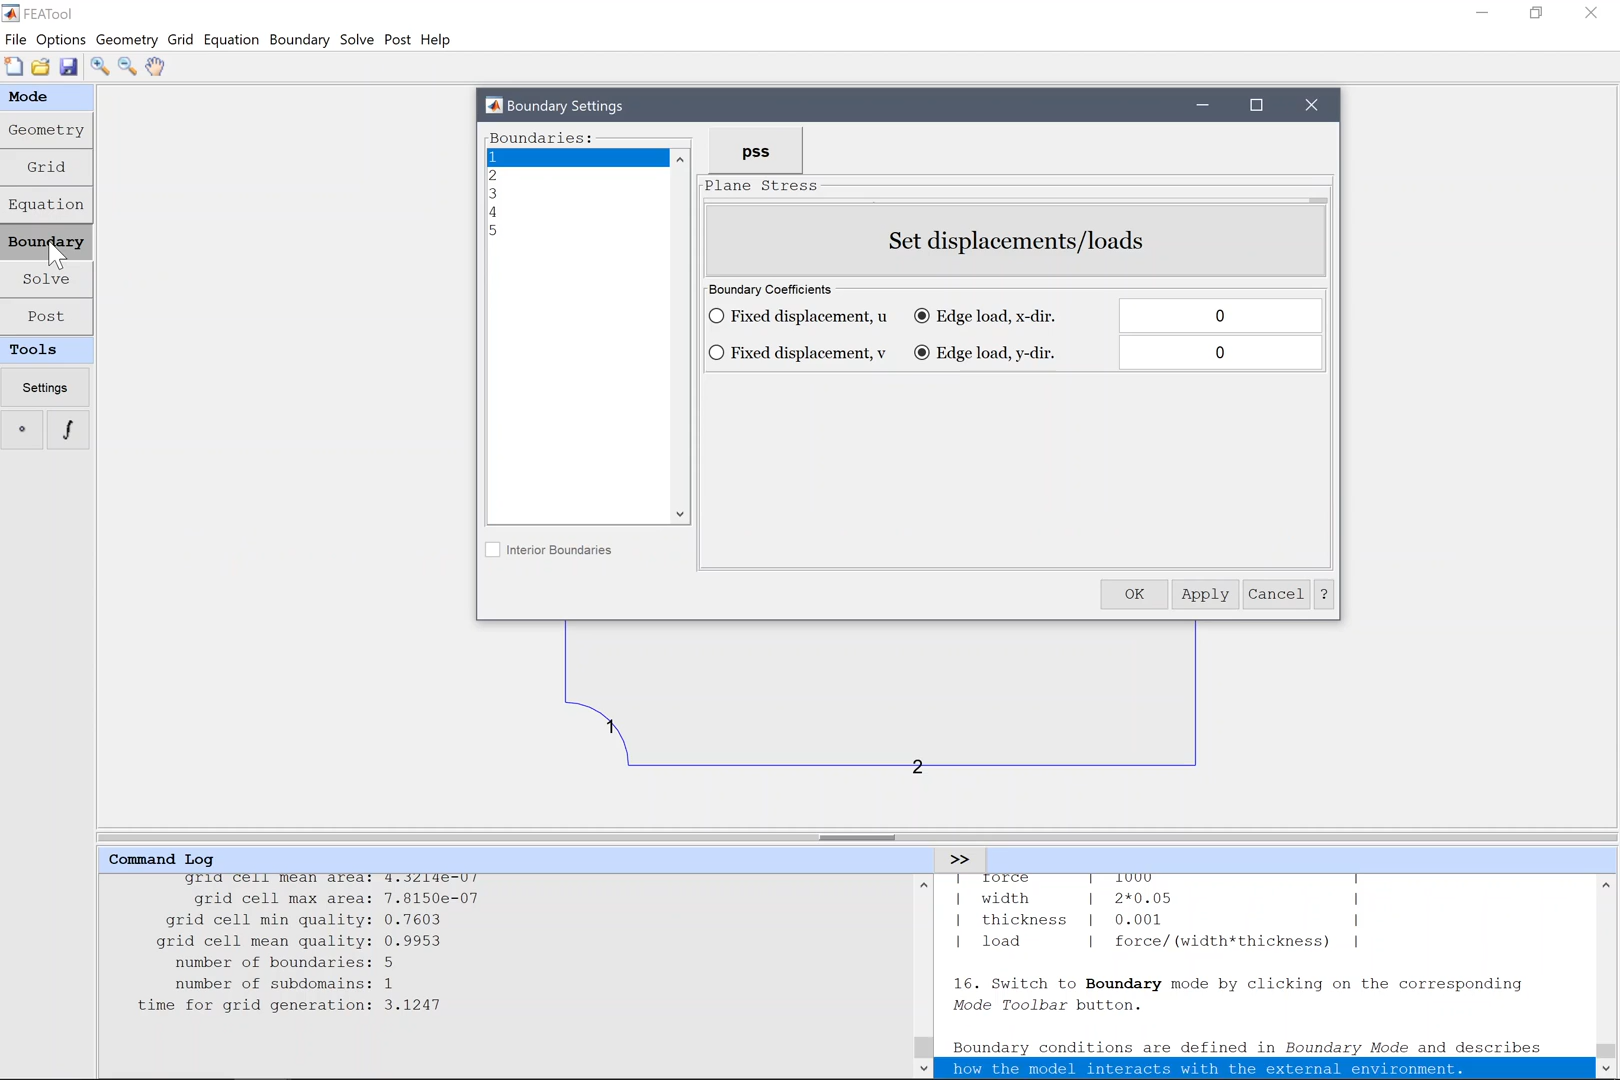 FEATool
File Options Geometry Grid Equation Boundary Solve Post Help
Mode
Geometry
Grid
Equation
Boundary
Solve
Post
Tools
Settings
∫
Boundary Settings
Boundaries:
1
2
3
4
5
Interior Boundaries
pss
Plane Stress
Set displacements/loads
Boundary Coefficients
Fixed displacement, u Edge load, x-dir. 0
Fixed displacement, v Edge load, y-dir. 0
OK Apply Cancel ?
1
2
Command Log
grid cell mean area: 4.3214e-07
grid cell max area: 7.8150e-07
grid cell min quality: 0.7603
grid cell mean quality: 0.9953
number of boundaries: 5
number of subdomains: 1
time for grid generation: 3.1247
>>
| force | 1000 |
| width | 2*0.05 |
| thickness | 0.001 |
| load | force/(width*thickness) |
16. Switch to Boundary mode by clicking on the corresponding
Mode Toolbar button.
Boundary conditions are defined in Boundary Mode and describes
how the model interacts with the external environment.